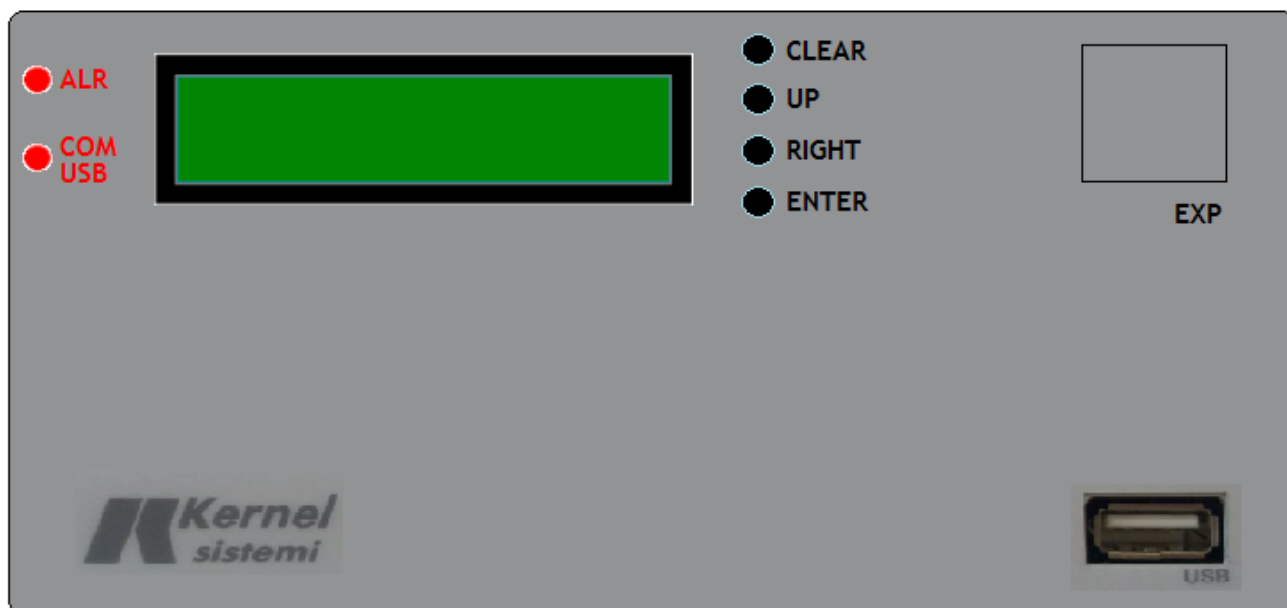 ALR
COM
USB
CLEAR
UP
RIGHT
ENTER
EXP
Kernel
sistemi
USB